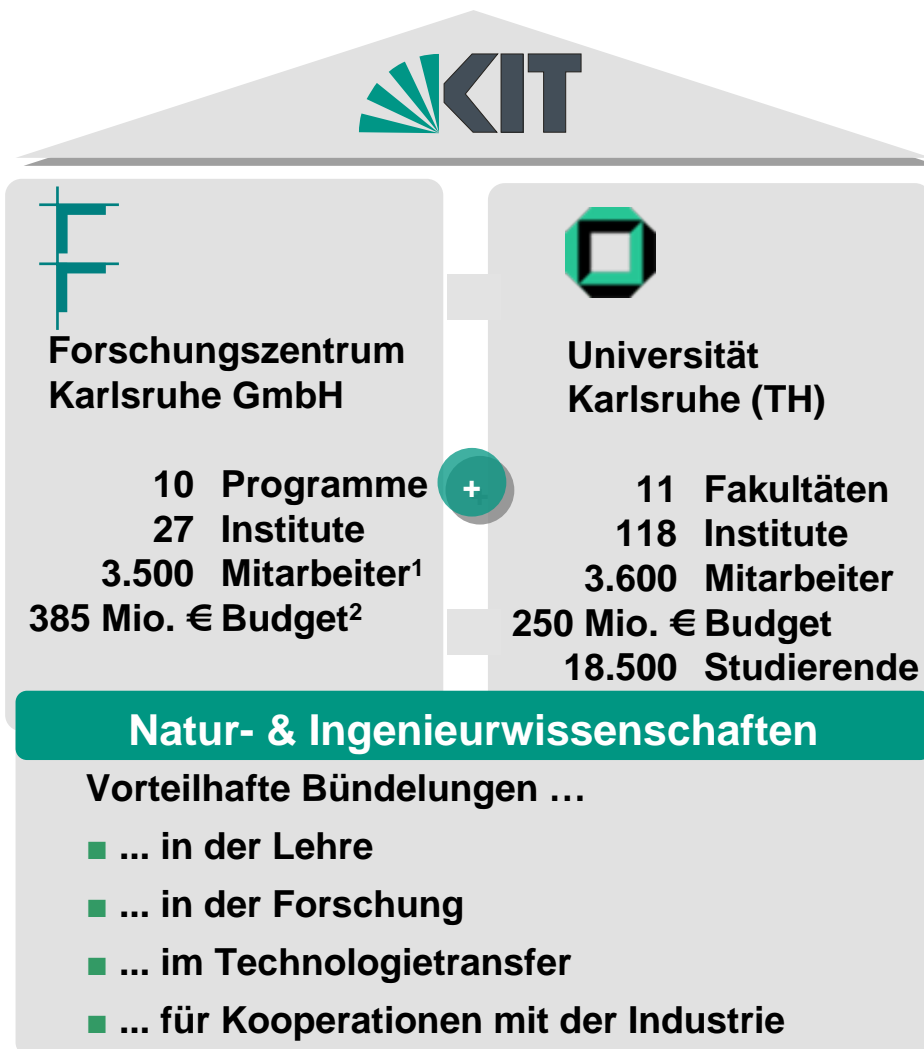 KIT
Forschungszentrum
Karlsruhe GmbH
10 Programme
27 Institute
3.500 Mitarbeiter¹
385 Mio. € Budget²
+
Universität
Karlsruhe (TH)
11 Fakultäten
118 Institute
3.600 Mitarbeiter
250 Mio. € Budget
18.500 Studierende
Natur- & Ingenieurwissenschaften
Vorteilhafte Bündelungen …
■ ... in der Lehre
■ ... in der Forschung
■ ... im Technologietransfer
■ ... für Kooperationen mit der Industrie